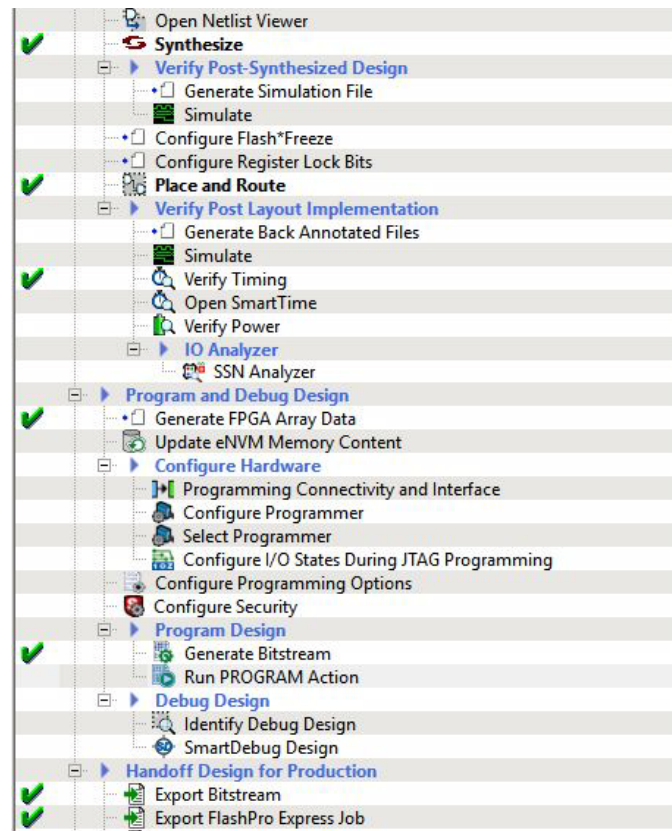 Open Netlist Viewer
Synthesize
Verify Post-Synthesized Design
Generate Simulation File
Simulate
Configure Flash*Freeze
Configure Register Lock Bits
Place and Route
Verify Post Layout Implementation
Generate Back Annotated Files
Simulate
Verify Timing
Open SmartTime
Verify Power
IO Analyzer
SSN Analyzer
Program and Debug Design
Generate FPGA Array Data
Update eNVM Memory Content
Configure Hardware
Programming Connectivity and Interface
Configure Programmer
Select Programmer
Configure I/O States During JTAG Programming
Configure Programming Options
Configure Security
Program Design
Generate Bitstream
Run PROGRAM Action
Debug Design
Identify Debug Design
SmartDebug Design
Handoff Design for Production
Export Bitstream
Export FlashPro Express Job